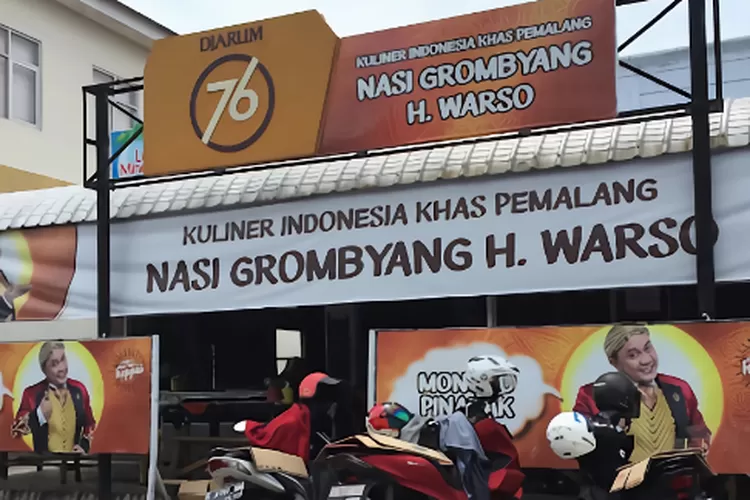 DJARUM
76
KULINER INDONESIA KHAS PEMALANG
NASI GROMBYANG
H. WARSO
KULINER INDONESIA KHAS PEMALANG
NASI GROMBYANG H. WARSO